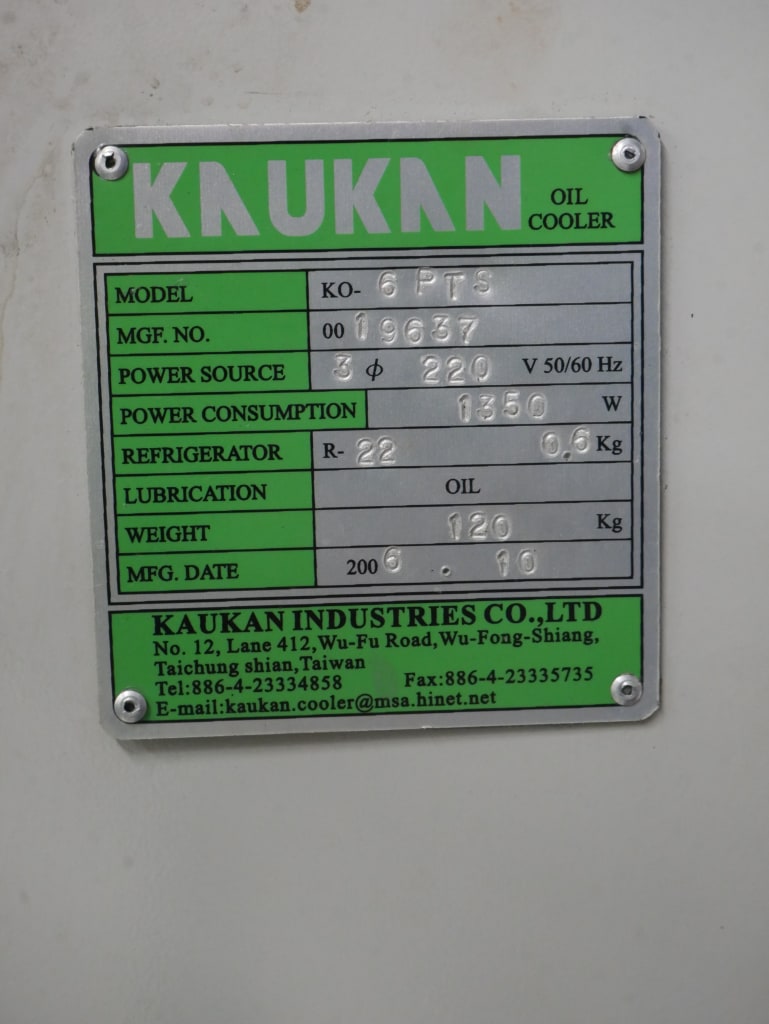 KAUKAN OIL COOLER
MODEL KO- 6 PTS
MGF. NO. 00 19637
POWER SOURCE 3 ϕ 220 V 50/60 Hz
POWER CONSUMPTION 1350 W
REFRIGERATOR R- 22 0.6 Kg
LUBRICATION OIL
WEIGHT 120 Kg
MFG. DATE 2006 . 10
KAUKAN INDUSTRIES CO.,LTD
No. 12, Lane 412,Wu-Fu Road,Wu-Fong-Shiang,
Taichung shian,Taiwan
Tel:886-4-23334858 Fax:886-4-23335735
E-mail:kaukan.cooler@msa.hinet.net